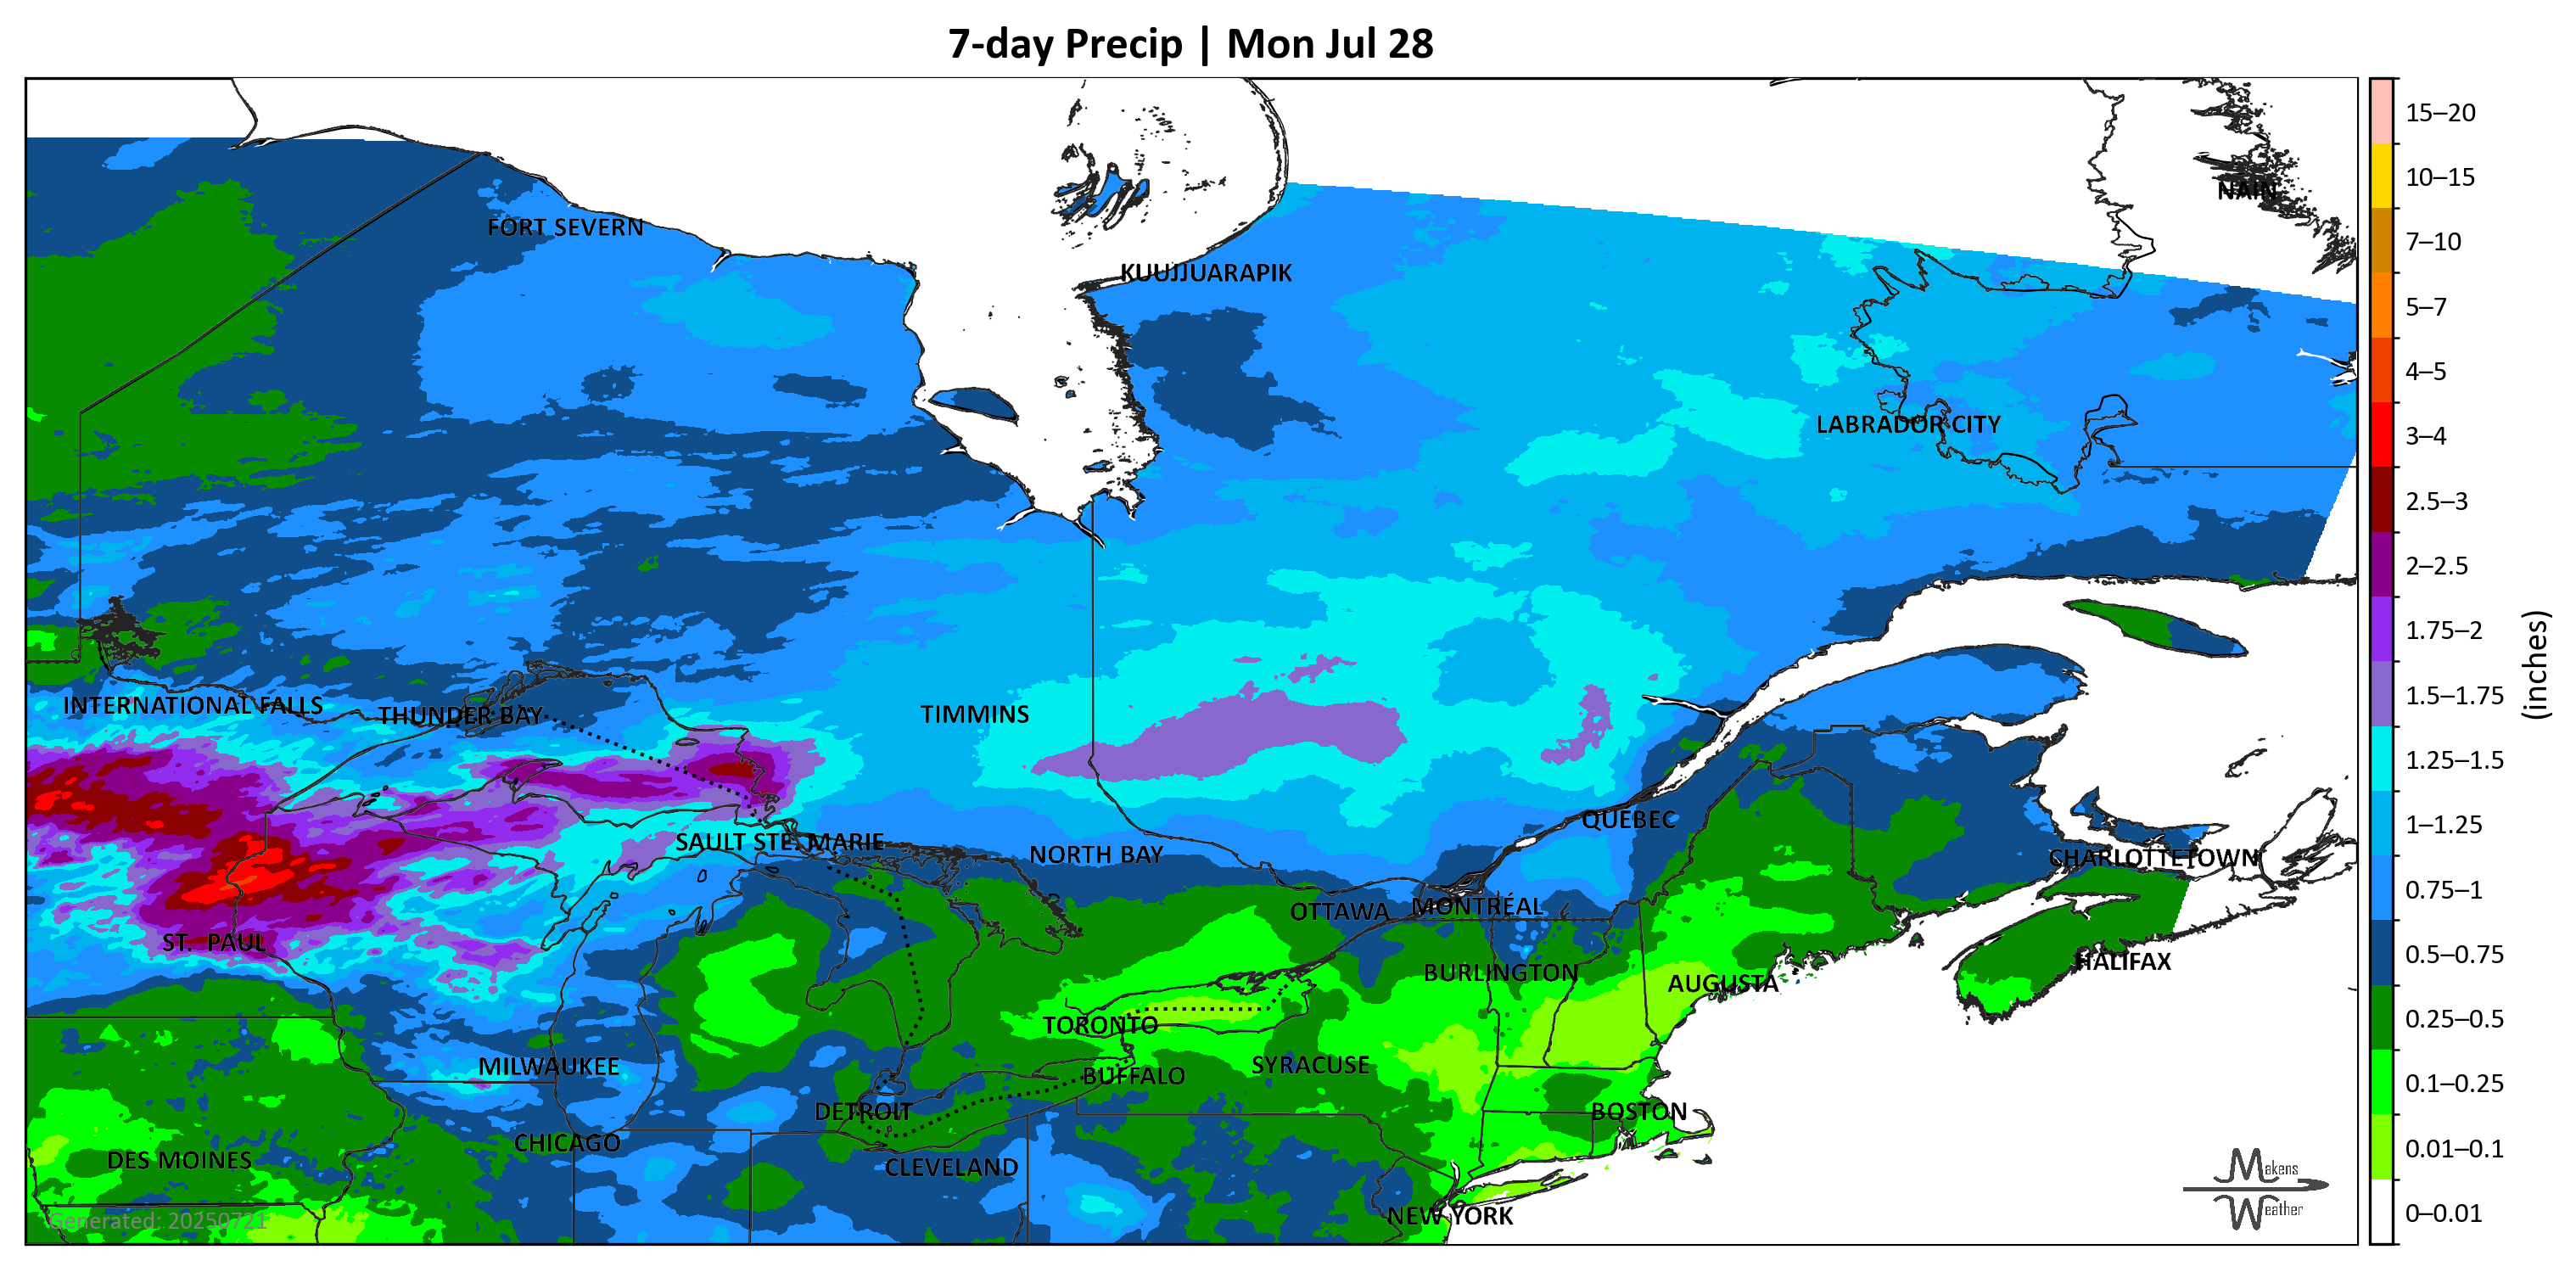 7-day Precip | Mon Jul 28
NAIN
FORT SEVERN
KUUJJUARAPIK
LABRADOR CITY
INTERNATIONAL FALLS
THUNDER BAY
TIMMINS
QUÉBEC
SAULT STE. MARIE
NORTH BAY
CHARLOTTETOWN
OTTAWA
MONTRÉAL
ST. PAUL
HALIFAX
BURLINGTON
AUGUSTA
TORONTO
MILWAUKEE
SYRACUSE
BUFFALO
DETROIT
BOSTON
CHICAGO
DES MOINES
CLEVELAND
NEW YORK
Generated: 20250721
Makens
Weather
15–20
10–15
7–10
5–7
4–5
3–4
2.5–3
2–2.5
1.75–2
1.5–1.75
1.25–1.5
1–1.25
0.75–1
0.5–0.75
0.25–0.5
0.1–0.25
0.01–0.1
0–0.01
(inches)